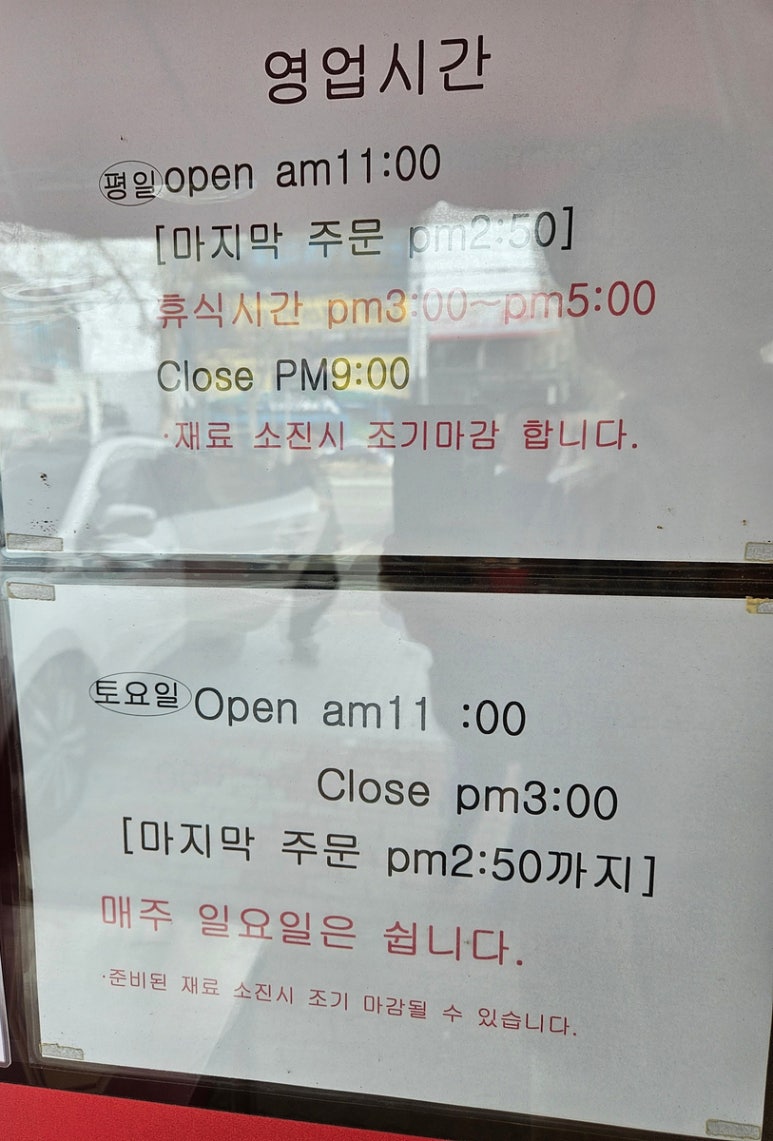 영업시간
평일 open am11:00
[마지막 주문 pm2:50]
휴식시간 pm3:00~pm5:00
Close PM9:00
·재료 소진시 조기마감 합니다.
토요일 Open am11 :00
Close pm3:00
[마지막 주문 pm2:50까지]
매주 일요일은 쉽니다.
·준비된 재료 소진시 조기 마감될 수 있습니다.